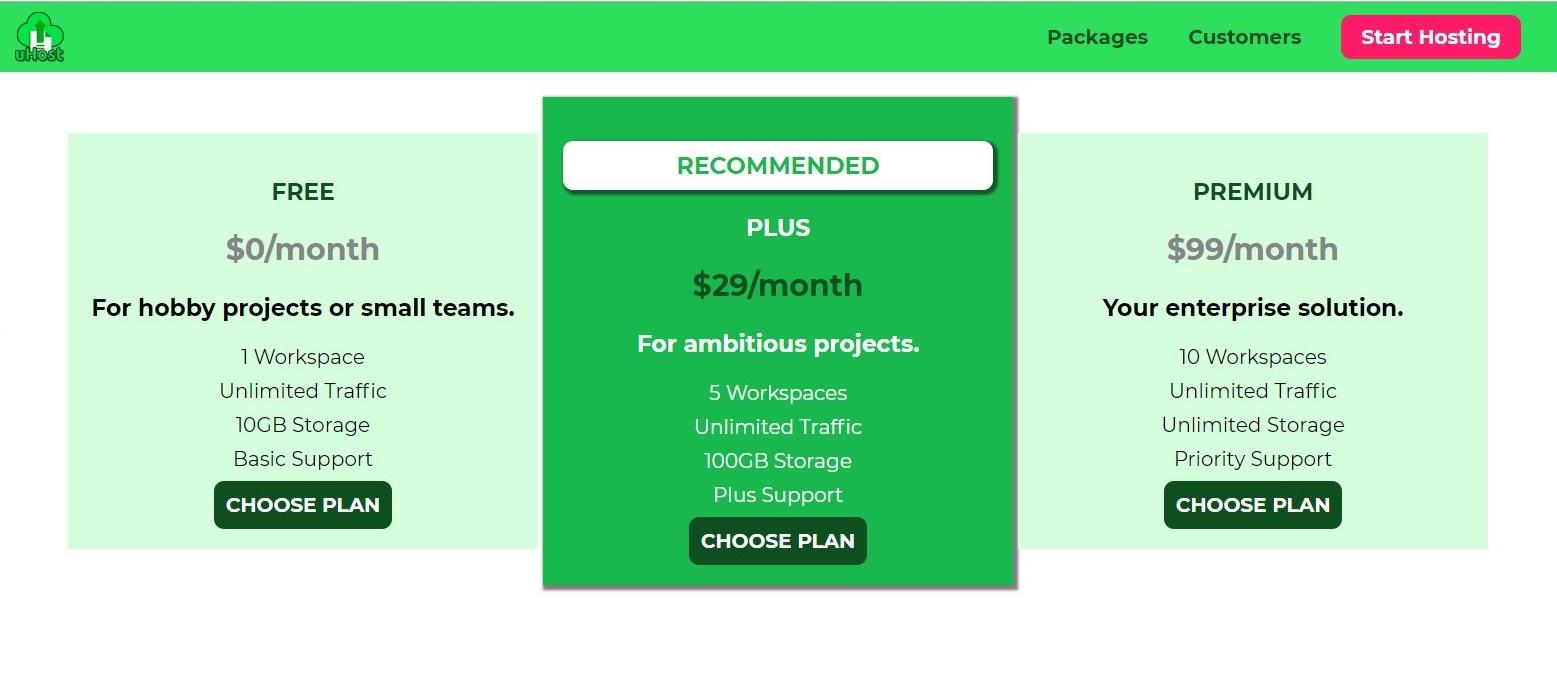 uHost
Packages
Customers
Start Hosting
FREE
$0/month
For hobby projects or small teams.
1 Workspace
Unlimited Traffic
10GB Storage
Basic Support
CHOOSE PLAN
RECOMMENDED
PLUS
$29/month
For ambitious projects.
5 Workspaces
Unlimited Traffic
100GB Storage
Plus Support
CHOOSE PLAN
PREMIUM
$99/month
Your enterprise solution.
10 Workspaces
Unlimited Traffic
Unlimited Storage
Priority Support
CHOOSE PLAN